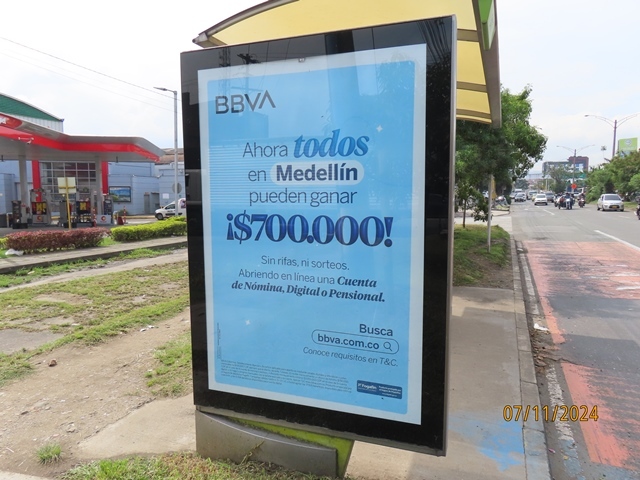 BBVA
Ahora todos
en Medellín
pueden ganar
¡$700.000!
Sin rifas, ni sorteos.
Abriendo en línea una Cuenta
de Nómina, Digital o Pensional.
Busca
bbva.com.co
Conoce requisitos en T&C.
07/11/2024